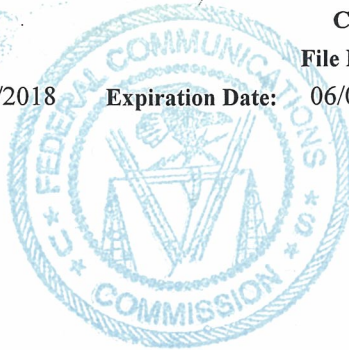 C
File
/2018 Expiration Date: 06/0
FEDERAL COMMUNICATIONS
U ★ ★ S
COMMISSION